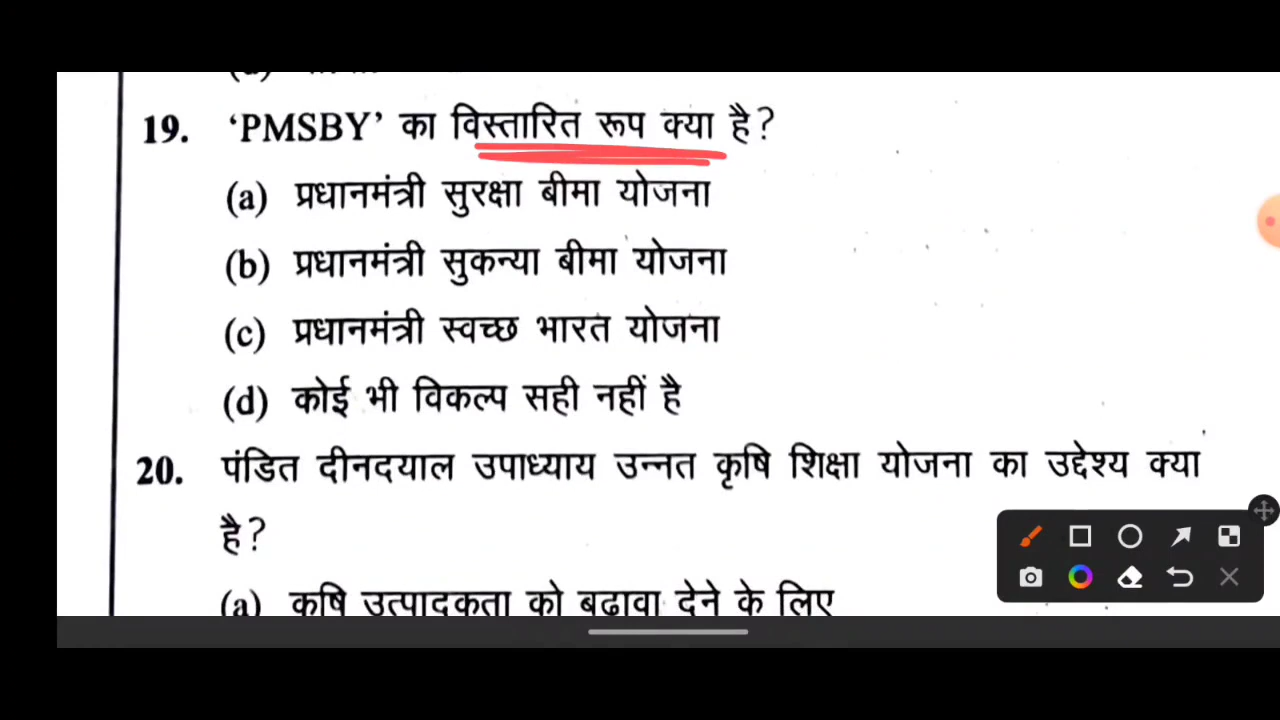 19. ‘PMSBY’ का विस्तारित रूप क्या है?
(a) प्रधानमंत्री सुरक्षा बीमा योजना
(b) प्रधानमंत्री सुकन्या बीमा योजना
(c) प्रधानमंत्री स्वच्छ भारत योजना
(d) कोई भी विकल्प सही नहीं है
20. पंडित दीनदयाल उपाध्याय उन्नत कृषि शिक्षा योजना का उद्देश्य क्या
है?
(a) कृषि उत्पादकता को बढ़ावा देने के लिए